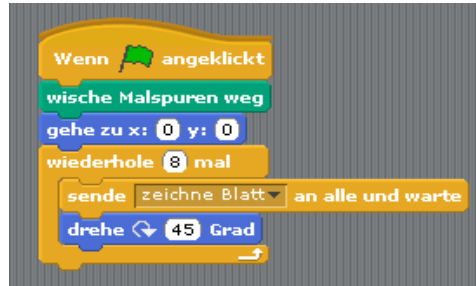 Wenn angeklickt
wische Malspuren weg
gehe zu x: 0 y: 0
wiederhole 8 mal
sende zeichne Blatt an alle und warte
drehe 45 Grad